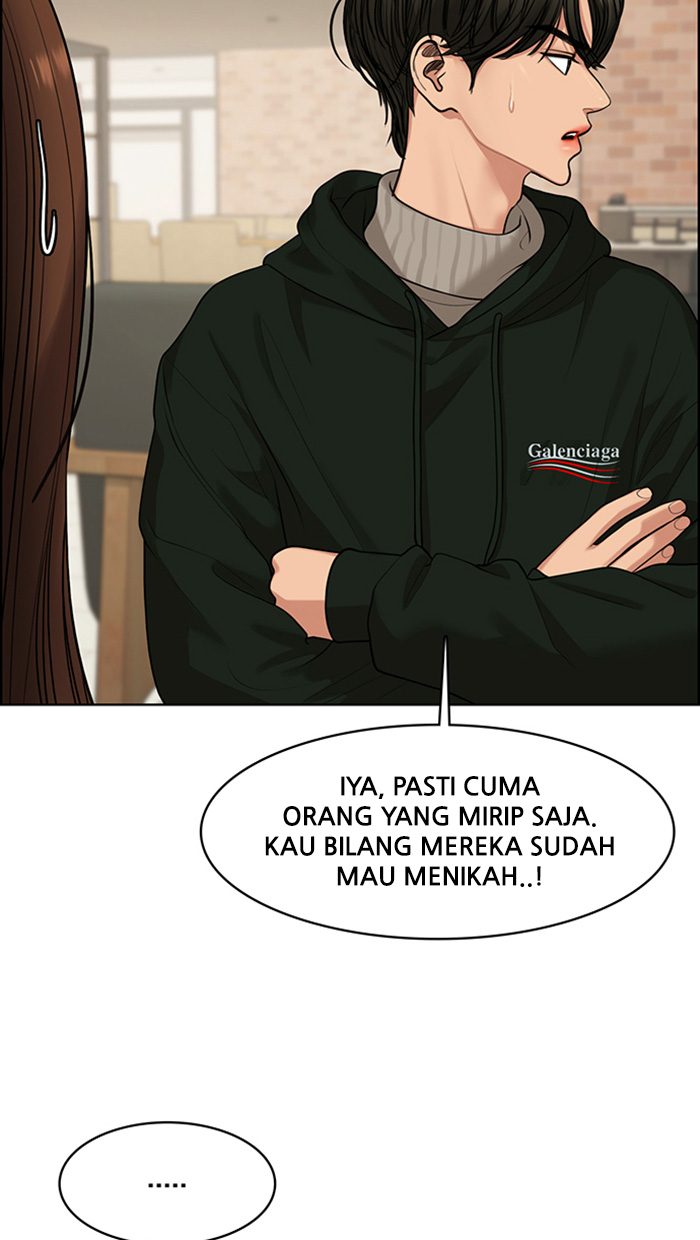 Galenciaga
IYA, PASTI CUMA
ORANG YANG MIRIP SAJA.
KAU BILANG MEREKA SUDAH
MAU MENIKAH..!
.....